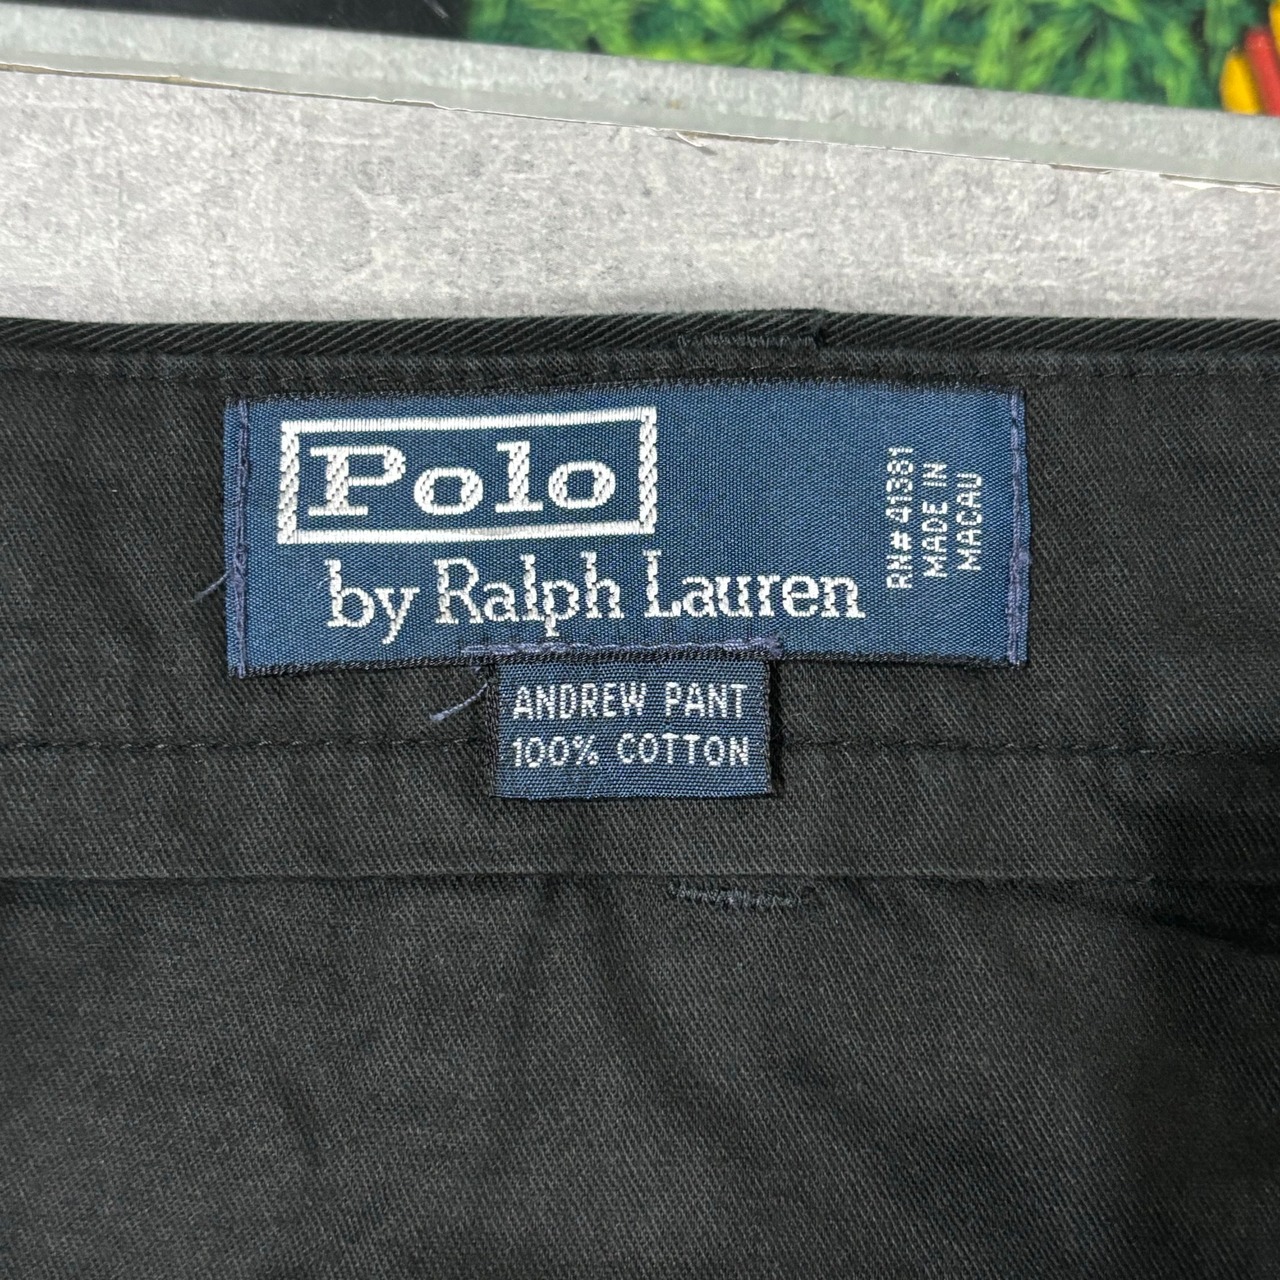 Polo
by Ralph Lauren
RN# 41381
MADE IN
MACAU
ANDREW PANT
100% COTTON